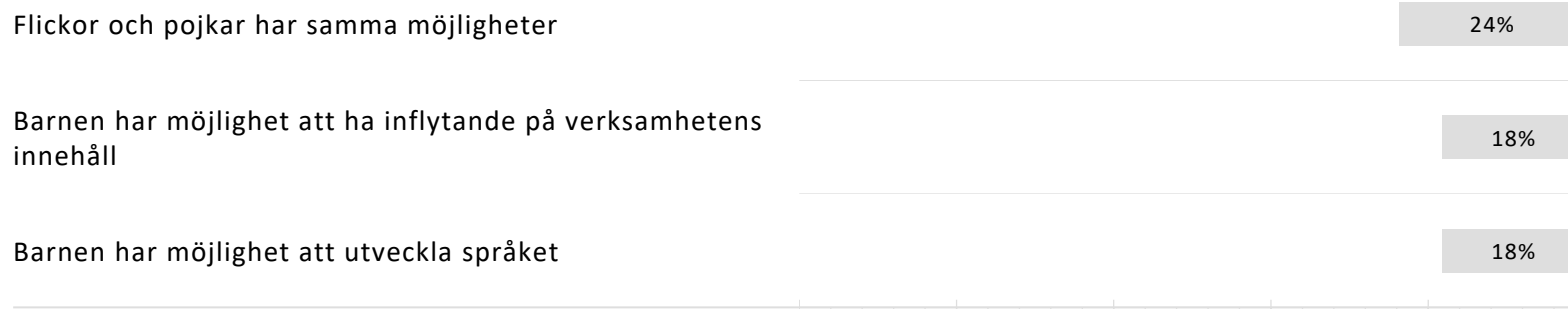 Flickor och pojkar har samma möjligheter 24%
Barnen har möjlighet att ha inflytande på verksamhetens
innehåll 18%
Barnen har möjlighet att utveckla språket 18%